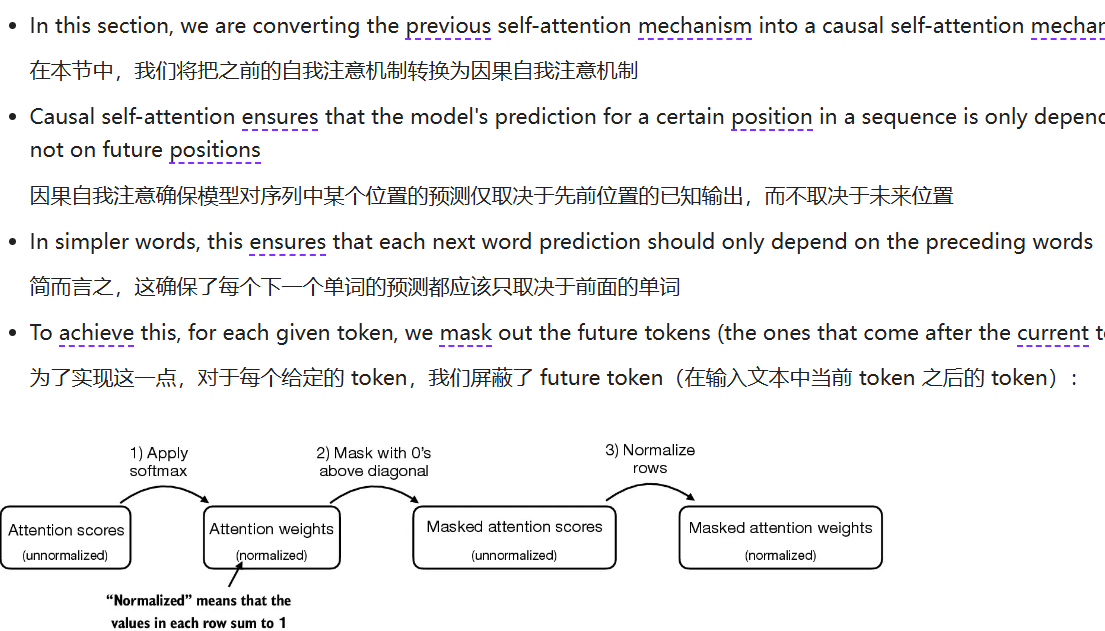 In this section, we are converting the previous self-attention mechanism into a causal self-attention
在本节中，我们将把之前的自我注意机制转换为因果自我注意机制
Causal self-attention ensures that the model's prediction for a certain position in a sequence is only
not on future positions
因果自我注意确保模型对序列中某个位置的预测仅取决于先前位置的已知输出，而不取决于未来位置
In simpler words, this ensures that each next word prediction should only depend on the preceding words
简而言之，这确保了每个下一个单词的预测都应该只取决于前面的单词
To achieve this, for each given token, we mask out the future tokens (the ones that come after the current
为了实现这一点，对于每个给定的 token，我们屏蔽了 future token（在输入文本中当前 token 之后的 token）:
1) Apply
softmax
2) Mask with 0's
above diagonal
3) Normalize
rows
Attention scores
(unnormalized)
Attention weights
(normalized)
Masked attention scores
(unnormalized)
Masked attention weights
(normalized)
“Normalized” means that the
values in each row sum to 1